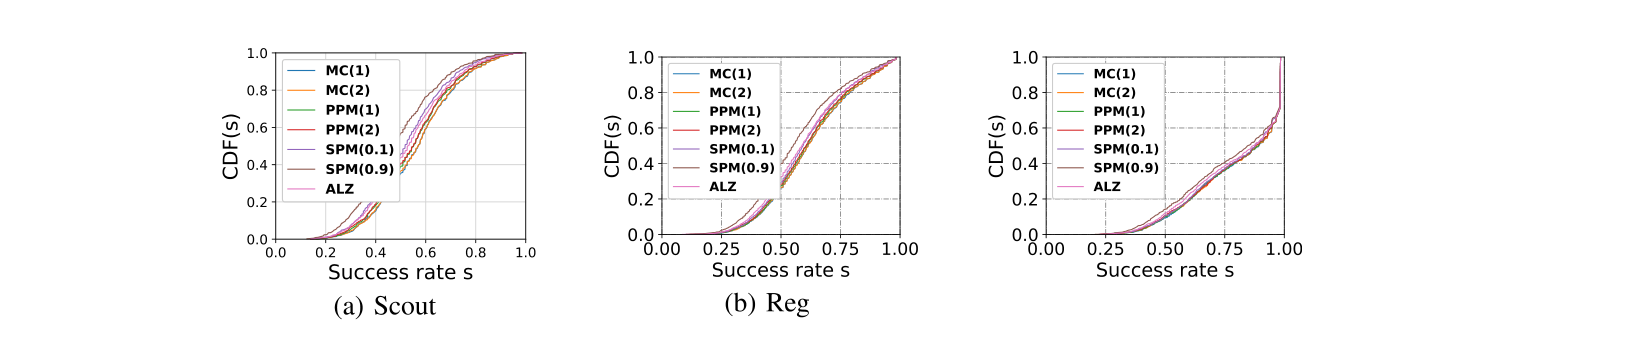 CDF(s)
1.0
0.8
0.6
0.4
0.2
0.0
MC(1)
MC(2)
PPM(1)
PPM(2)
SPM(0.1)
SPM(0.9)
ALZ
0.0 0.2 0.4 0.6 0.8 1.0
Success rate s
(a) Scout
CDF(s)
1.0
0.8
0.6
0.4
0.2
0.0
MC(1)
MC(2)
PPM(1)
PPM(2)
SPM(0.1)
SPM(0.9)
ALZ
0.00 0.25 0.50 0.75 1.00
Success rate s
(b) Reg
CDF(s)
1.0
0.8
0.6
0.4
0.2
0.0
MC(1)
MC(2)
PPM(1)
PPM(2)
SPM(0.1)
SPM(0.9)
ALZ
0.00 0.25 0.50 0.75 1.00
Success rate s